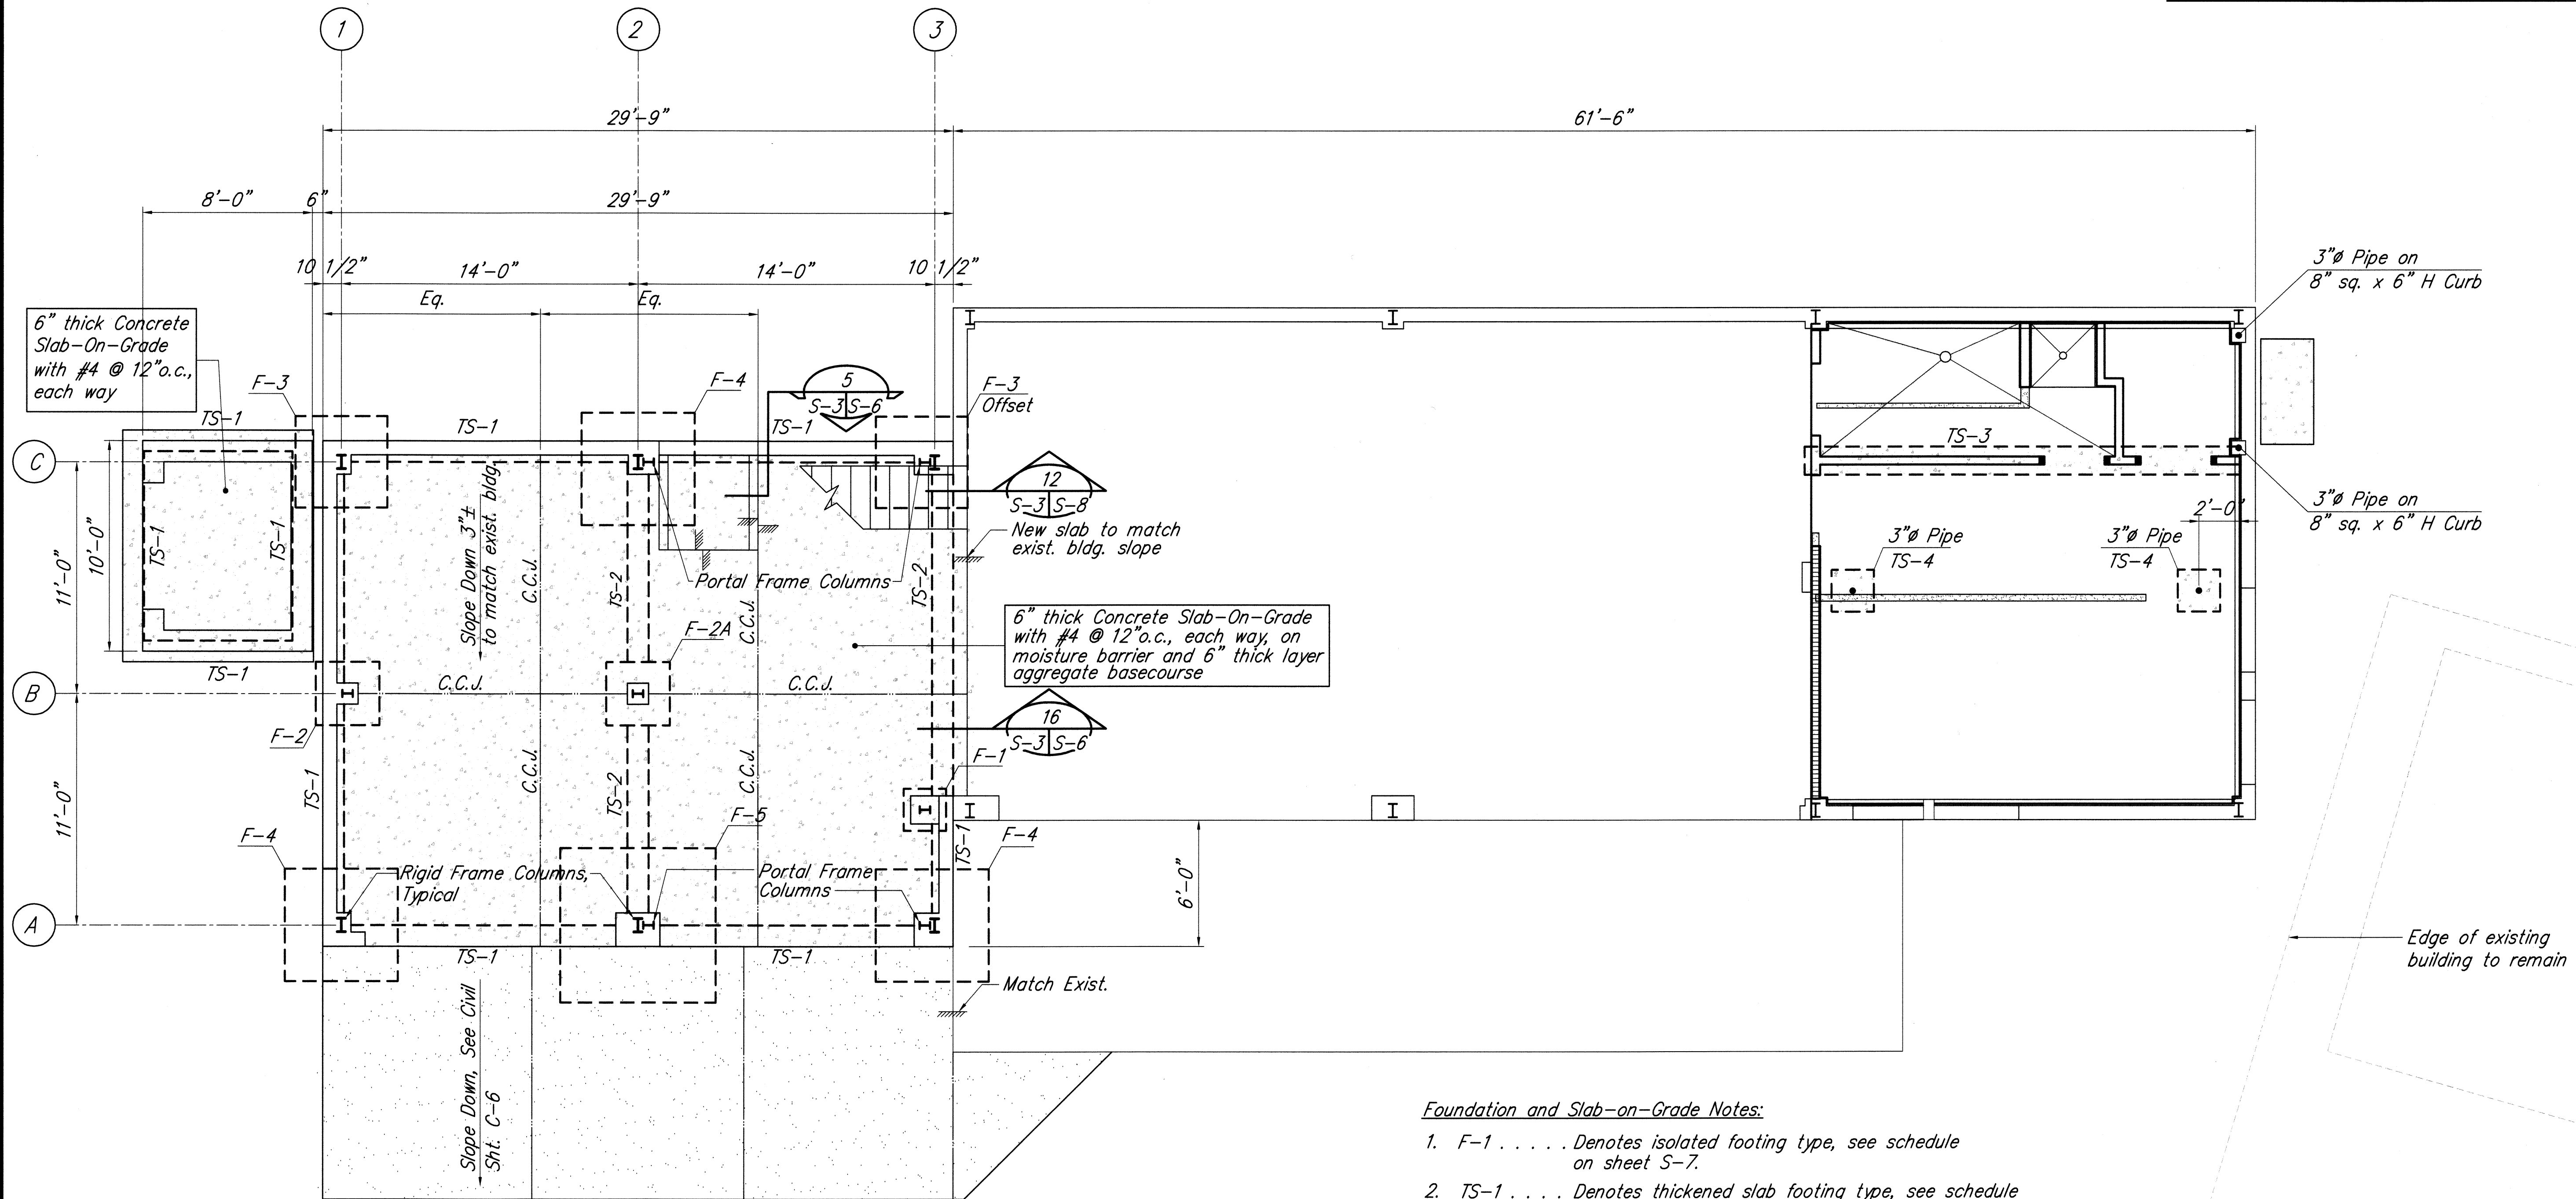 1
2
3
29'-9"
61'-6"
8'-0"
6"
29'-9"
10 1/2"
14'-0"
14'-0"
10 1/2"
Eq.
Eq.
3"ø Pipe on
8" sq. x 6" H Curb
6" thick Concrete
Slab-On-Grade
with #4 @ 12"o.c.,
each way
F-3
TS-1
TS-1
F-4
5
S-3 S-6
TS-1
F-3
Offset
TS-3
C
12
S-3 S-8
New slab to match
exist. bldg. slope
3"ø Pipe on
8" sq. x 6" H Curb
2'-0"
3"ø Pipe
TS-4
3"ø Pipe
TS-4
11'-0"
10'-0"
TS-1
TS-1
Slope Down 3"±
to match exist. bldg.
C.C.J.
TS-2
Portal Frame Columns
TS-2
C.C.J.
F-2A
6" thick Concrete Slab-On-Grade
with #4 @ 12"o.c., each way, on
moisture barrier and 6" thick layer
aggregate basecourse
TS-1
B
C.C.J.
C.C.J.
F-2
16
S-3 S-6
F-1
11'-0"
TS-1
C.C.J.
TS-2
C.C.J.
F-4
F-5
TS-1
F-4
Rigid Frame Columns,
Typical
Portal Frame
Columns
6'-0"
A
TS-1
TS-1
Match Exist.
Edge of existing
building to remain
Slope Down, See Civil
Sht. C-6
Foundation and Slab-on-Grade Notes:
1. F-1 . . . . . Denotes isolated footing type, see schedule
on sheet S-7.
2. TS-1 . . . . Denotes thickened slab footing type, see schedule